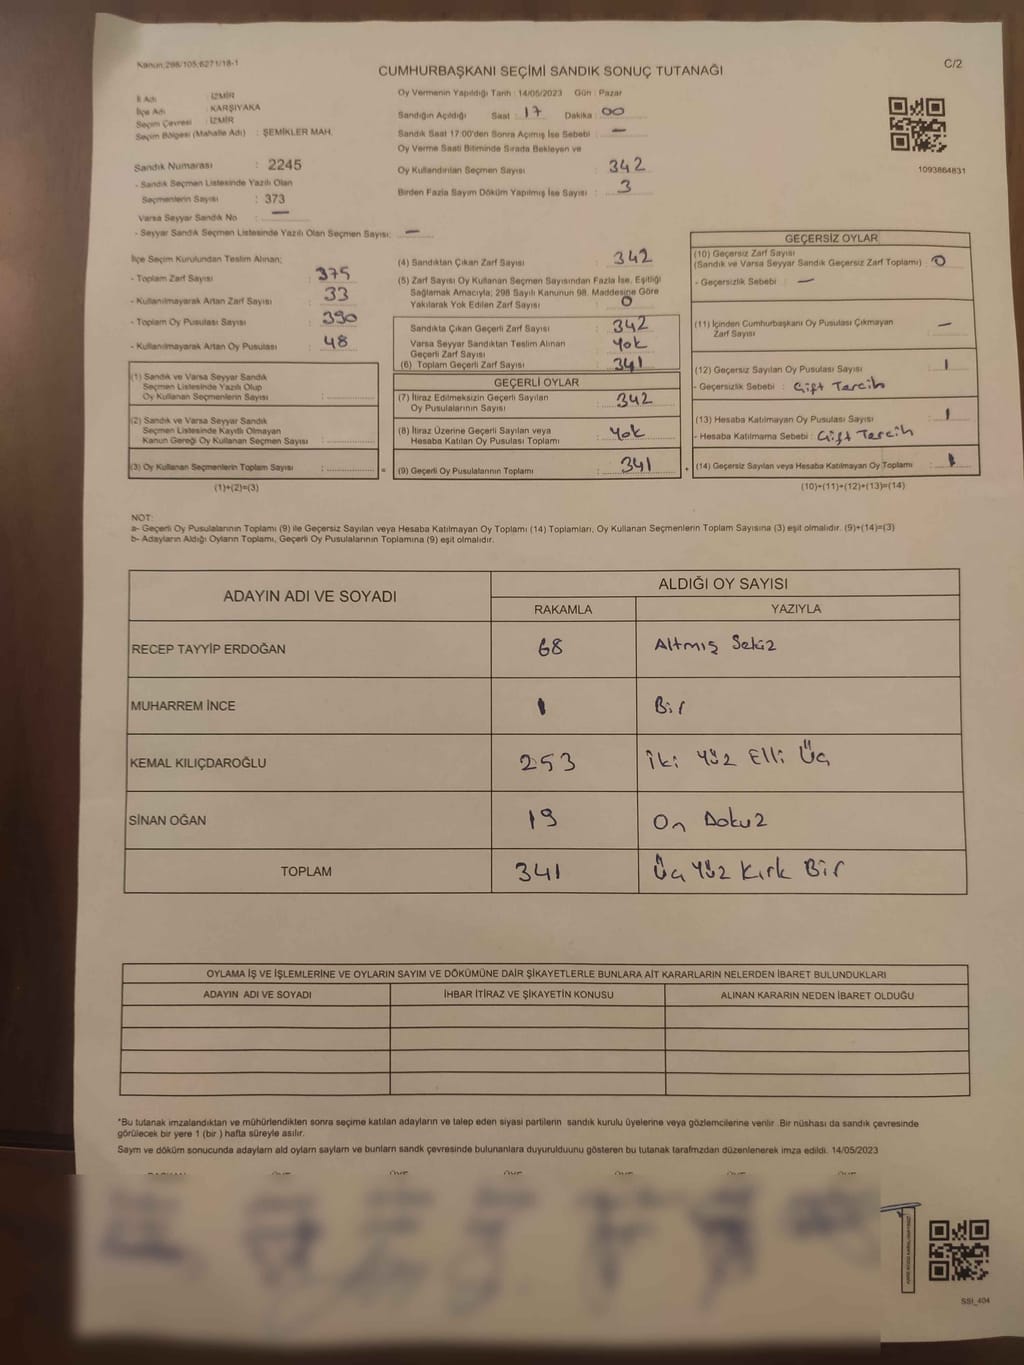 Kanun:298/105;6271/18-1
C/2
CUMHURBAŞKANI SEÇİMİ SANDIK SONUÇ TUTANAĞI
İl Adı : İZMİR
İlçe Adı : KARŞIYAKA
Seçim Çevresi : İZMİR
Seçim Bölgesi (Mahalle Adı) : ŞEMİKLER MAH.
Sandık Numarası : 2245
- Sandık Seçmen Listesinde Yazılı Olan
Seçmenlerin Sayısı : 373
Varsa Seyyar Sandık No : —
- Seyyar Sandık Seçmen Listesinde Yazılı Olan Seçmen Sayısı: —
Oy Vermenin Yapıldığı Tarih : 14/05/2023 Gün : Pazar
Sandığın Açıldığı Saat : 17 Dakika : 00
Sandık Saat 17:00'den Sonra Açımış İse Sebebi : —
Oy Verme Saati Bitiminde Sırada Bekleyen ve
Oy Kullandırılan Seçmen Sayısı : 342
Birden Fazla Sayım Döküm Yapılmış İse Sayısı : 3
1093864831
İlçe Seçim Kurulundan Teslim Alınan;
- Toplam Zarf Sayısı : 375
- Kullanılmayarak Artan Zarf Sayısı : 33
- Toplam Oy Pusulası Sayısı : 390
- Kullanılmayarak Artan Oy Pusulası : 48
(1) Sandık ve Varsa Seyyar Sandık
Seçmen Listesinde Yazılı Olup
Oy Kullanan Seçmenlerin Sayısı :
(2) Sandık ve Varsa Seyyar Sandık
Seçmen Listesinde Kayıtlı Olmayan
Kanun Gereği Oy Kullanan Seçmen Sayısı :
(3) Oy Kullanan Seçmenlerin Toplam Sayısı : =
(1)+(2)=(3)
(4) Sandıktan Çıkan Zarf Sayısı : 342
(5) Zarf Sayısı Oy Kullanan Seçmen Sayısından Fazla İse, Eşitliği
Sağlamak Amacıyla; 298 Sayılı Kanunun 98. Maddesine Göre
Yakılarak Yok Edilen Zarf Sayısı : 0
Sandıkta Çıkan Geçerli Zarf Sayısı : 342
Varsa Seyyar Sandıktan Teslim Alınan
Geçerli Zarf Sayısı : Yok
(6) Toplam Geçerli Zarf Sayısı : 341
GEÇERLİ OYLAR
(7) İtiraz Edilmeksizin Geçerli Sayılan
Oy Pusulalarının Sayısı : 342
(8) İtiraz Üzerine Geçerli Sayılan veya
Hesaba Katılan Oy Pusulası Toplamı : Yok
(9) Geçerli Oy Pusulalarının Toplamı : 341 +
GEÇERSİZ OYLAR
(10) Geçersiz Zarf Sayısı
(Sandık ve Varsa Seyyar Sandık Geçersiz Zarf Toplamı) : 0
- Geçersizlik Sebebi : —
(11) İçinden Cumhurbaşkanı Oy Pusulası Çıkmayan
Zarf Sayısı : —
(12) Geçersiz Sayılan Oy Pusulası Sayısı : 1
- Geçersizlik Sebebi : Çift Tercih
(13) Hesaba Katılmayan Oy Pusulası Sayısı : 1
- Hesaba Katılmama Sebebi : Çift Tercih
(14) Geçersiz Sayılan veya Hesaba Katılmayan Oy Toplamı : 1
(10)+(11)+(12)+(13)=(14)
NOT:
a- Geçerli Oy Pusulalarının Toplamı (9) ile Geçersiz Sayılan veya Hesaba Katılmayan Oy Toplamı (14) Toplamları, Oy Kullanan Seçmenlerin Toplam Sayısına (3) eşit olmalıdır. (9)+(14)=(3)
b- Adayların Aldığı Oyların Toplamı, Geçerli Oy Pusulalarının Toplamına (9) eşit olmalıdır.
ADAYIN ADI VE SOYADI ALDIĞI OY SAYISI
RAKAMLA YAZIYLA
RECEP TAYYİP ERDOĞAN 68 Altmış Sekiz
MUHARREM İNCE 1 Bir
KEMAL KILIÇDAROĞLU 253 İki Yüz Elli Üç
SİNAN OĞAN 19 On Dokuz
TOPLAM 341 Üç Yüz Kırk Bir
OYLAMA İŞ VE İŞLEMLERİNE VE OYLARIN SAYIM VE DÖKÜMÜNE DAİR ŞİKAYETLERLE BUNLARA AİT KARARLARIN NELERDEN İBARET BULUNDUKLARI
ADAYIN ADI VE SOYADI İHBAR İTİRAZ VE ŞİKAYETİN KONUSU ALINAN KARARIN NEDEN İBARET OLDUĞU
*Bu tutanak imzalandıktan ve mühürlendikten sonra seçime katılan adayların ve talep eden siyasi partilerin sandık kurulu üyelerine veya gözlemcilerine verilir .Bir nüshası da sandık çevresinde
görülecek bir yere 1 (bir ) hafta süreyle asılır.
Sayım ve döküm sonucunda adayların ald oyların sayıları ve bunların sandk çevresinde bulunanlara duyurulduunu gösteren bu tutanak tarafmzdan düzenlenerek imza edildi. 14/05/2023
SSI_404